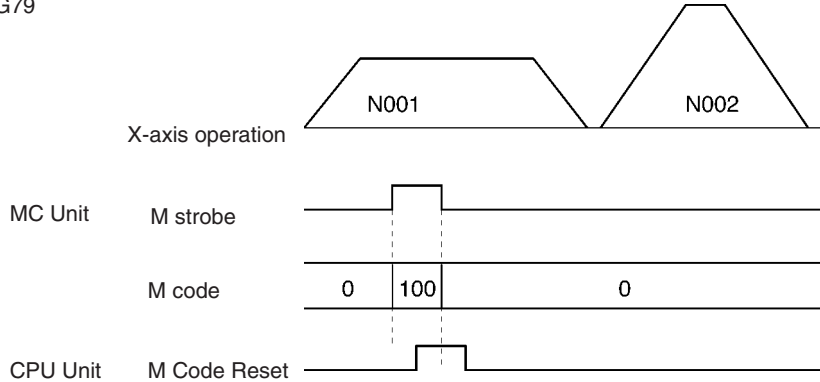 G79
N001
N002
X-axis operation
MC Unit M strobe
M code 0 100 0
CPU Unit M Code Reset